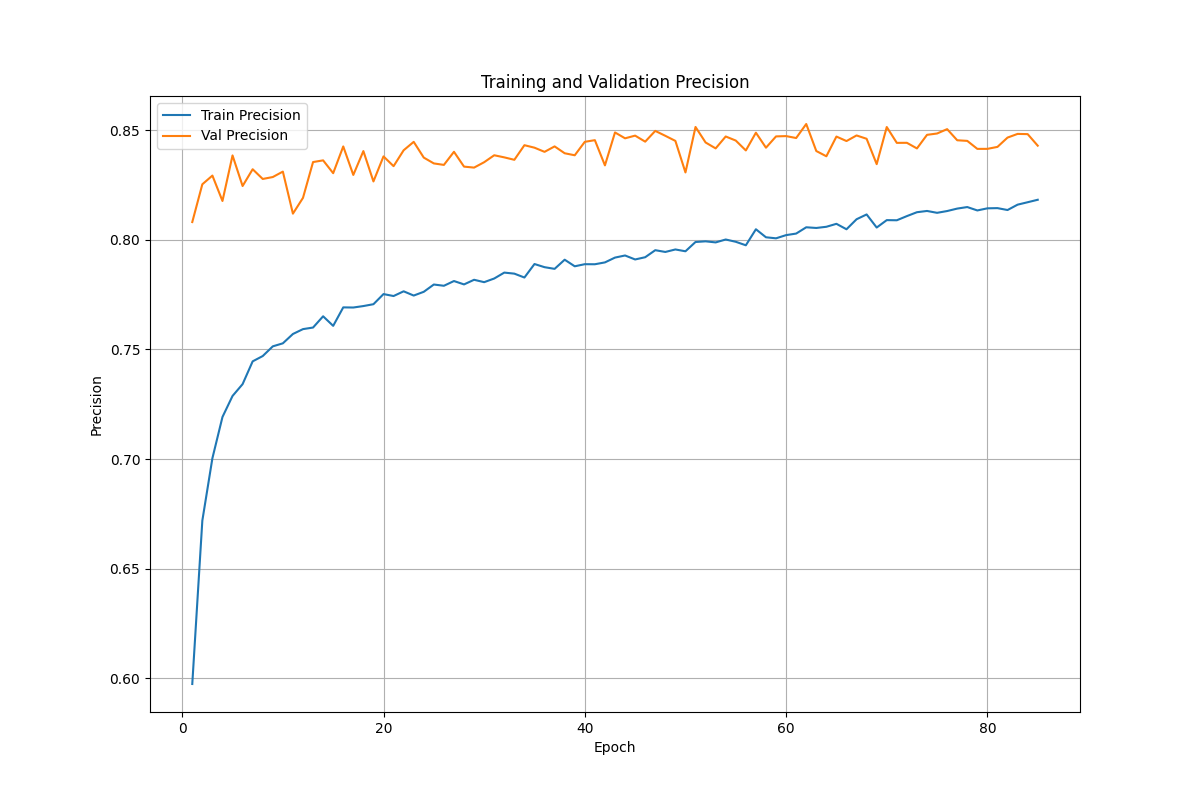 Training and Validation Precision
Train Precision
Val Precision
0.85
0.80
0.75
0.70
0.65
0.60
Precision
0
20
40
60
80
Epoch